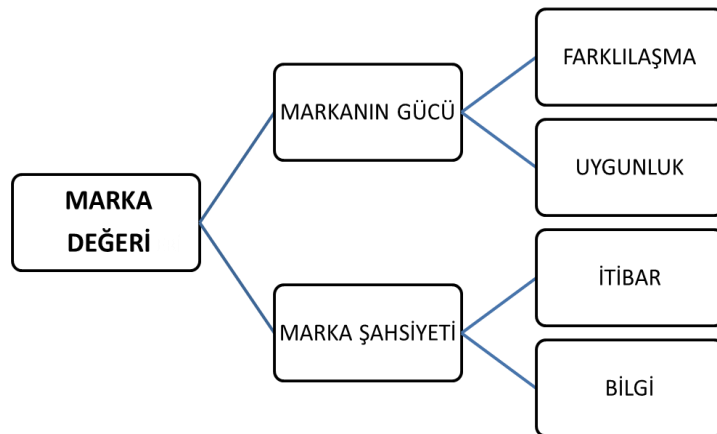 MARKA
DEĞERİ
MARKANIN GÜCÜ
FARKLILAŞMA
UYGUNLUK
MARKA ŞAHSİYETİ
İTİBAR
BİLGİ